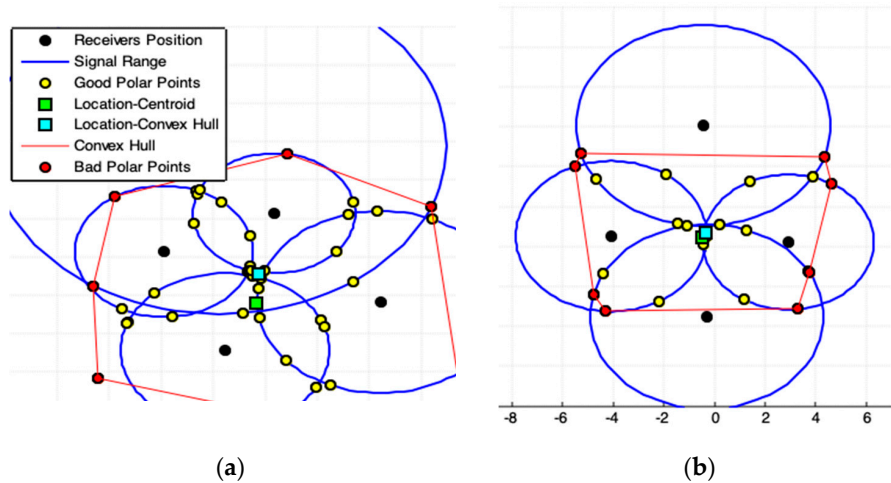 Receivers Position
Signal Range
Good Polar Points
Location-Centroid
Location-Convex Hull
Convex Hull
Bad Polar Points
-8 -6 -4 -2 0 2 4 6
(a) (b)